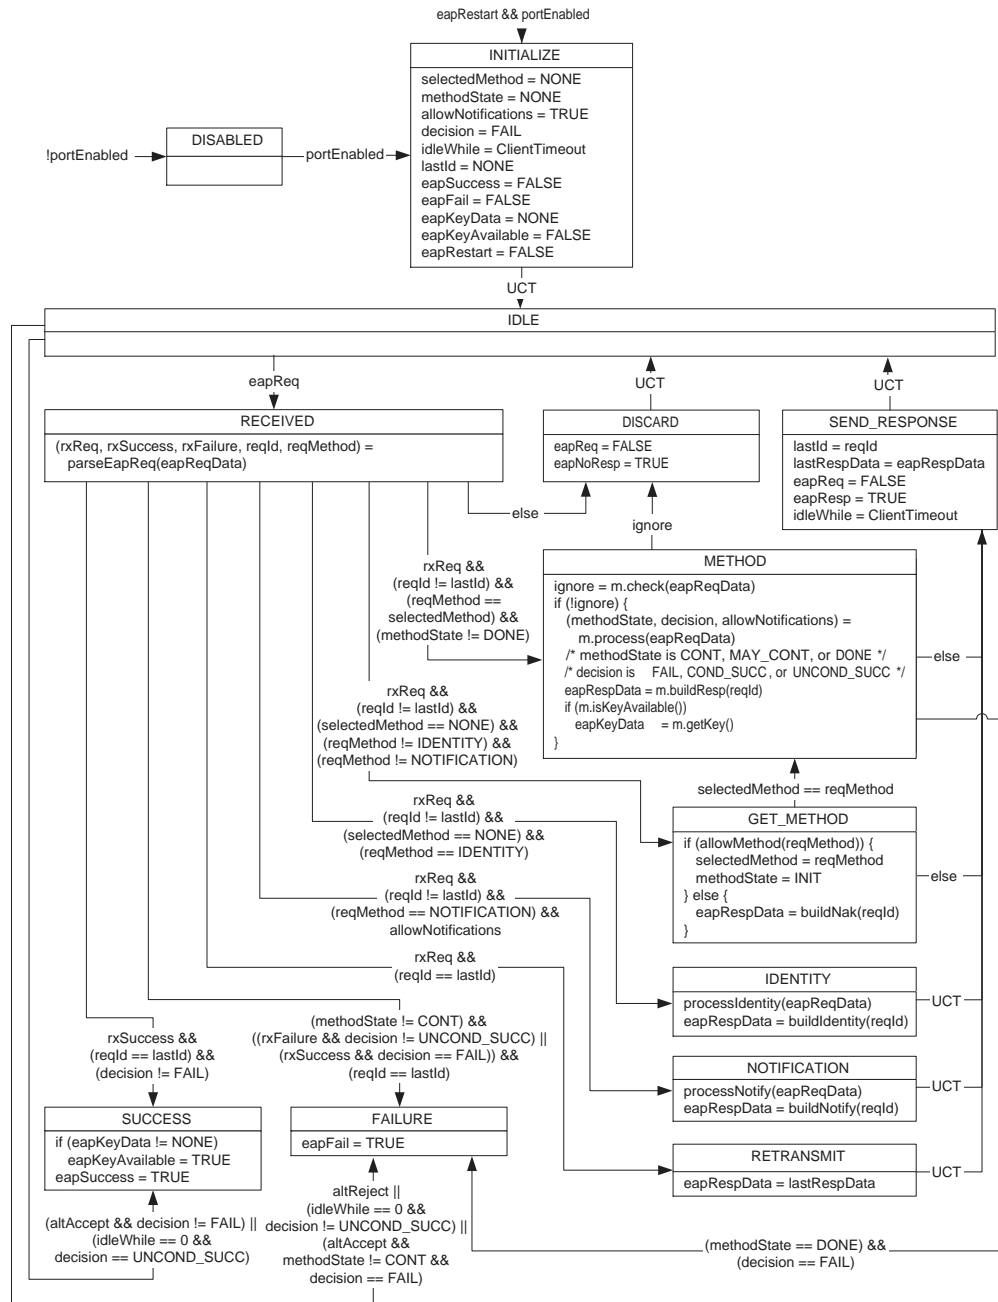 eapRestart && portEnabled
INITIALIZE
selectedMethod = NONE
methodState = NONE
allowNotifications = TRUE
decision = FAIL
idleWhile = ClientTimeout
lastId = NONE
eapSuccess = FALSE
eapFail = FALSE
eapKeyData = NONE
eapKeyAvailable = FALSE
eapRestart = FALSE
!portEnabled
DISABLED
portEnabled
UCT
IDLE
eapReq
UCT
UCT
RECEIVED
(rxReq, rxSuccess, rxFailure, reqId, reqMethod) =
parseEapReq(eapReqData)
DISCARD
eapReq = FALSE
eapNoResp = TRUE
SEND_RESPONSE
lastId = reqId
lastRespData = eapRespData
eapReq = FALSE
eapResp = TRUE
idleWhile = ClientTimeout
else
ignore
rxReq &&
(reqId != lastId) &&
(reqMethod ==
selectedMethod) &&
(methodState != DONE)
METHOD
ignore = m.check(eapReqData)
if (!ignore) {
(methodState, decision, allowNotifications) =
m.process(eapReqData)
/* methodState is CONT, MAY_CONT, or DONE */
/* decision is FAIL, COND_SUCC, or UNCOND_SUCC */
eapRespData = m.buildResp(reqId)
if (m.isKeyAvailable())
eapKeyData = m.getKey()
}
else
rxReq &&
(reqId != lastId) &&
(selectedMethod == NONE) &&
(reqMethod != IDENTITY) &&
(reqMethod != NOTIFICATION)
selectedMethod == reqMethod
GET_METHOD
if (allowMethod(reqMethod)) {
selectedMethod = reqMethod
methodState = INIT
} else {
eapRespData = buildNak(reqId)
}
else
rxReq &&
(reqId != lastId) &&
(selectedMethod == NONE) &&
(reqMethod == IDENTITY)
rxReq &&
(reqId != lastId) &&
(reqMethod == NOTIFICATION) &&
allowNotifications
rxReq &&
(reqId == lastId)
IDENTITY
processIdentity(eapReqData)
eapRespData = buildIdentity(reqId)
UCT
rxSuccess &&
(reqId == lastId) &&
(decision != FAIL)
(methodState != CONT) &&
((rxFailure && decision != UNCOND_SUCC) ||
(rxSuccess && decision == FAIL)) &&
(reqId == lastId)
NOTIFICATION
processNotify(eapReqData)
eapRespData = buildNotify(reqId)
UCT
SUCCESS
if (eapKeyData != NONE)
eapKeyAvailable = TRUE
eapSuccess = TRUE
FAILURE
eapFail = TRUE
RETRANSMIT
eapRespData = lastRespData
UCT
(altAccept && decision != FAIL) ||
(idleWhile == 0 &&
decision == UNCOND_SUCC)
altReject ||
(idleWhile == 0 &&
decision != UNCOND_SUCC) ||
(altAccept &&
methodState != CONT &&
decision == FAIL)
(methodState == DONE) &&
(decision == FAIL)